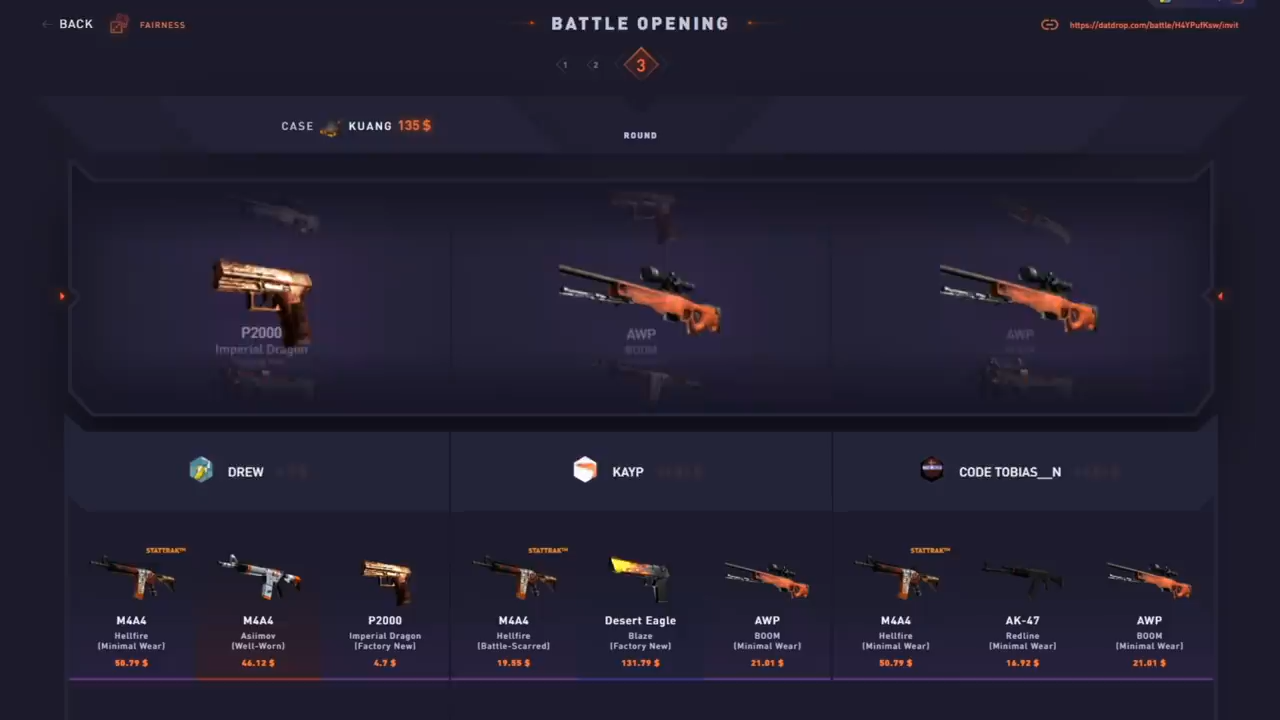 BACK
FAIRNESS
BATTLE OPENING
https://datdrop.com/battle/H4YPufKsw/invit
1
2
3
CASE KUANG 135 $
ROUND
P2000
Imperial Dragon
AWP
BOOM
AWP
DREW
KAYP
CODE TOBIAS__N
STATTRAK™
M4A4
Hellfire
(Minimal Wear)
50.79 $
M4A4
Asiimov
(Well-Worn)
46.12 $
P2000
Imperial Dragon
(Factory New)
4.7 $
STATTRAK™
M4A4
Hellfire
(Battle-Scarred)
19.55 $
Desert Eagle
Blaze
(Factory New)
131.79 $
AWP
BOOM
(Minimal Wear)
21.01 $
STATTRAK™
M4A4
Hellfire
(Minimal Wear)
50.79 $
AK-47
Redline
(Minimal Wear)
16.92 $
AWP
BOOM
(Minimal Wear)
21.01 $